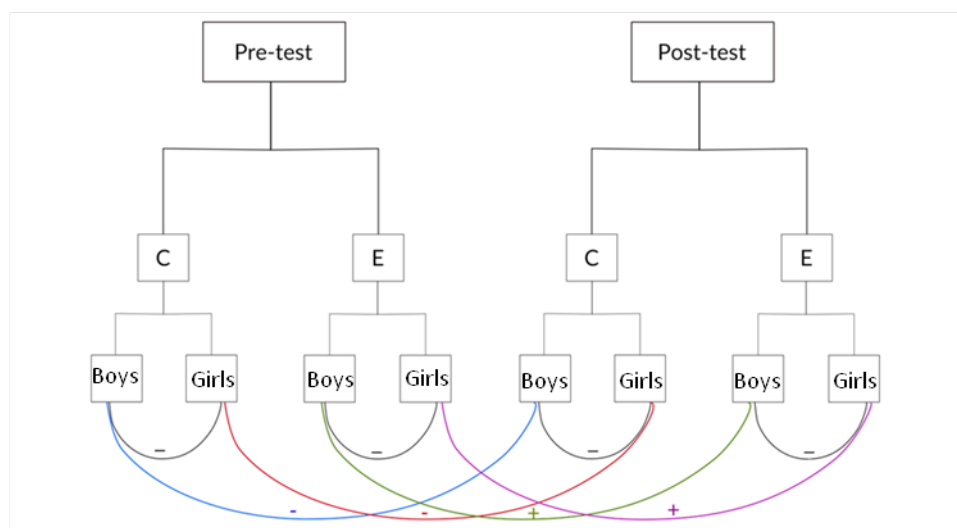 Pre-test
Post-test
C
E
C
E
Boys
Girls
Boys
Girls
Boys
Girls
Boys
Girls
–
–
–
–
-
-
+
+